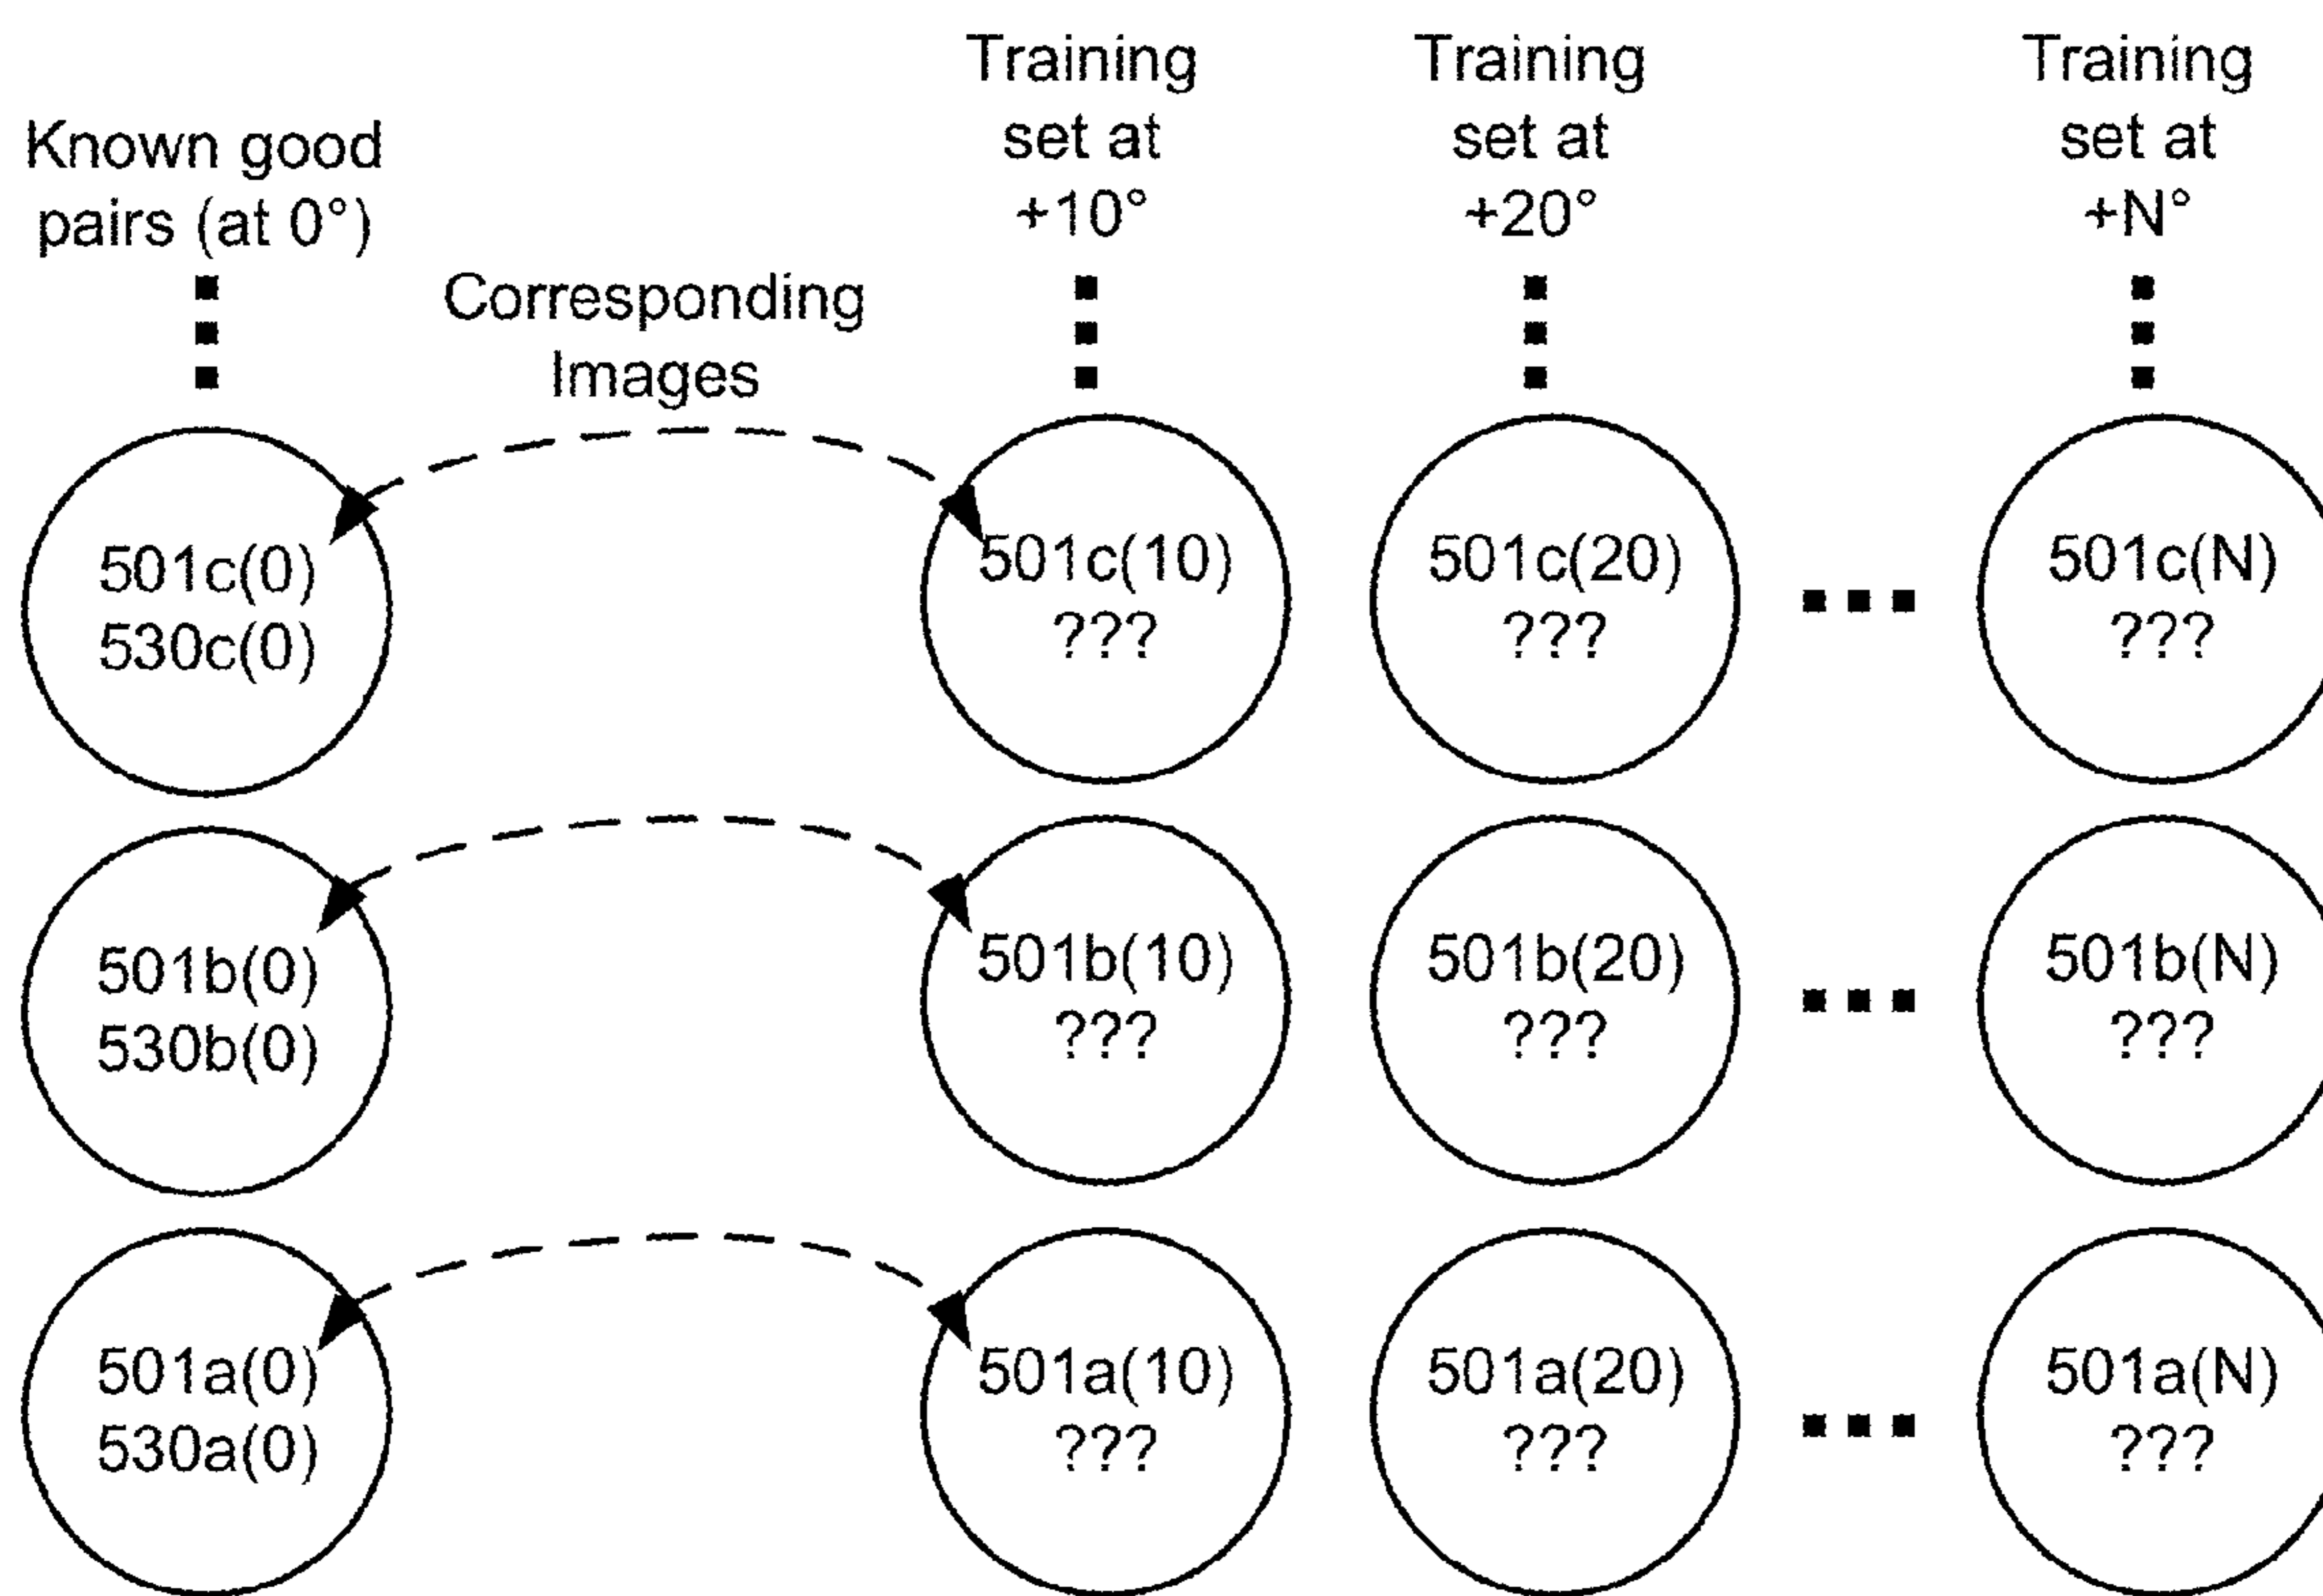 Known good
pairs (at 0°)
Corresponding
Images
Training
set at
+10°
Training
set at
+20°
Training
set at
+N°
501c(0)
530c(0)
501c(10)
???
501c(20)
???
501c(N)
???
501b(0)
530b(0)
501b(10)
???
501b(20)
???
501b(N)
???
501a(0)
530a(0)
501a(10)
???
501a(20)
???
501a(N)
???